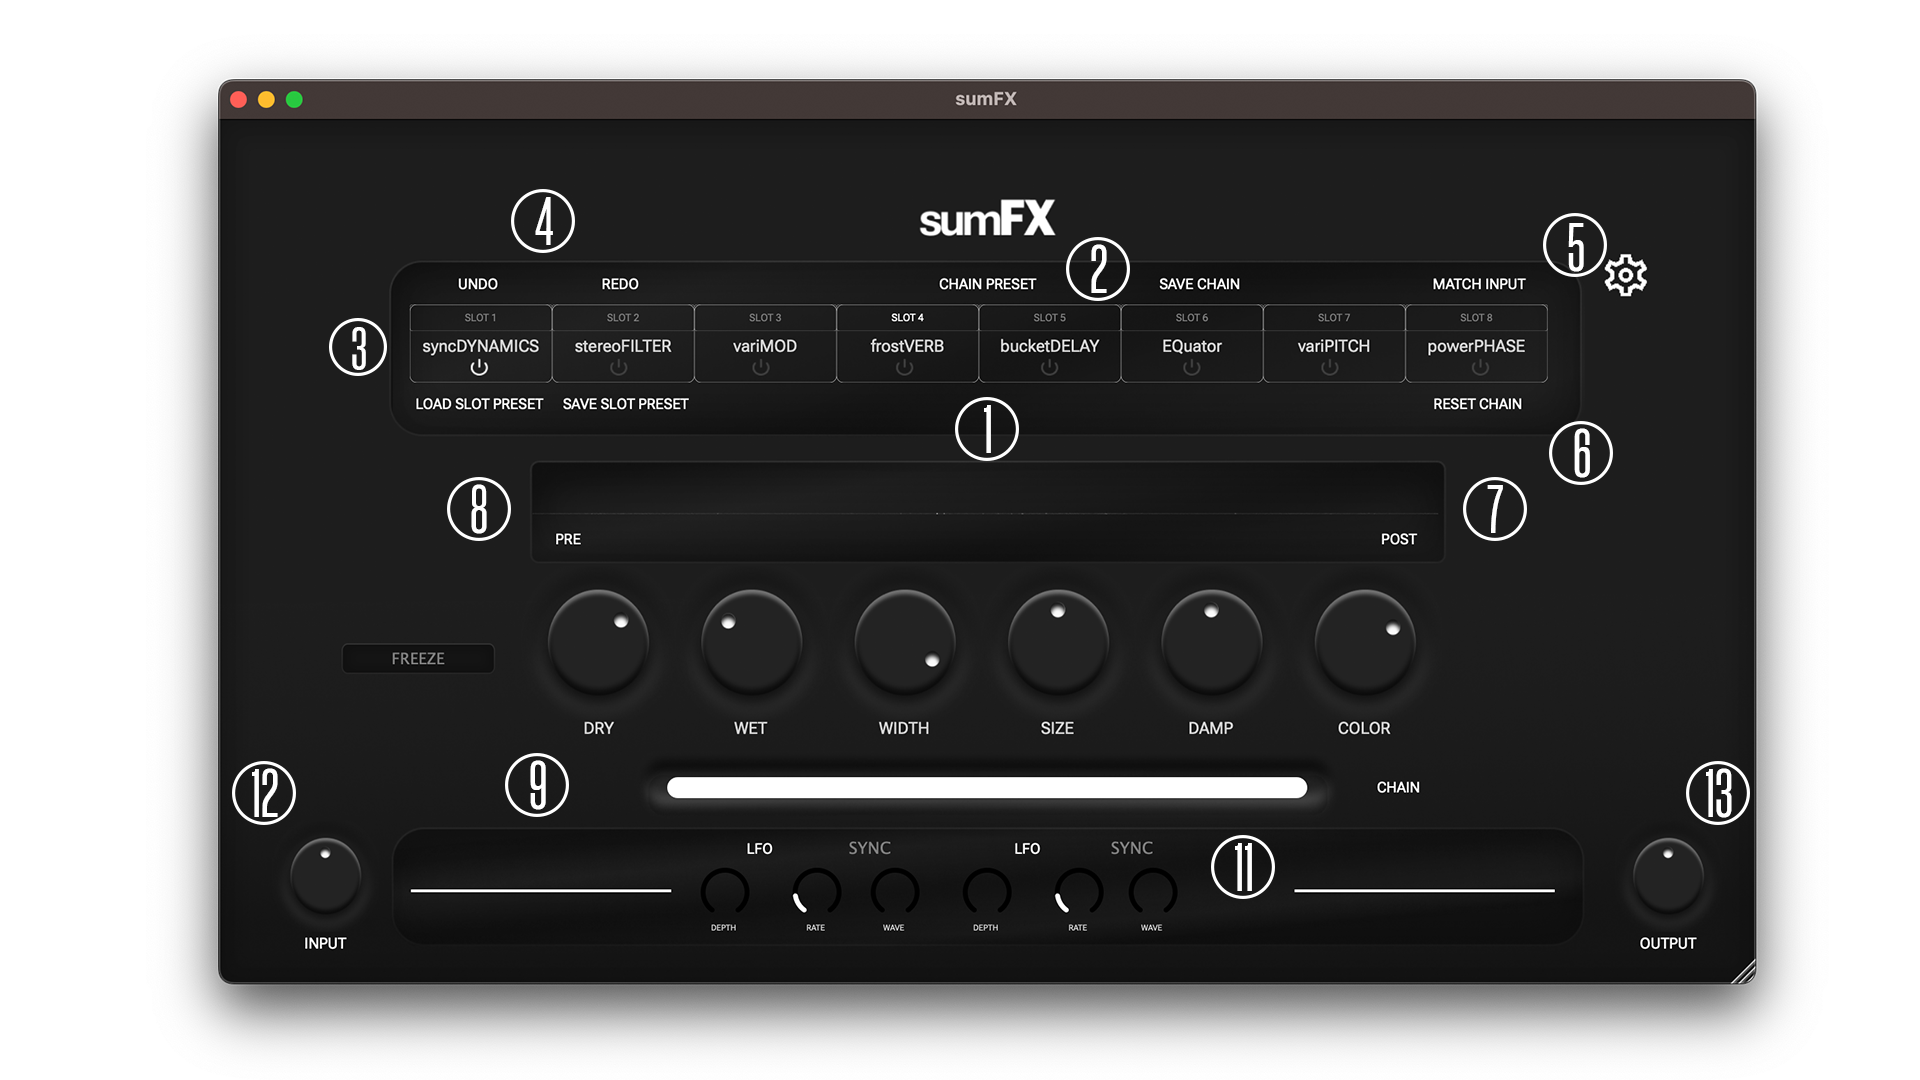 sumFX
4
sumFX
5
2
UNDO REDO CHAIN PRESET SAVE CHAIN MATCH INPUT
3
SLOT 1 SLOT 2 SLOT 3 SLOT 4 SLOT 5 SLOT 6 SLOT 7 SLOT 8
syncDYNAMICS stereoFILTER variMOD frostVERB bucketDELAY EQuator variPITCH powerPHASE
LOAD SLOT PRESET SAVE SLOT PRESET RESET CHAIN
1
6
8
7
PRE POST
FREEZE
DRY WET WIDTH SIZE DAMP COLOR
9
CHAIN
12
13
LFO SYNC LFO SYNC
11
DEPTH RATE WAVE DEPTH RATE WAVE
INPUT OUTPUT